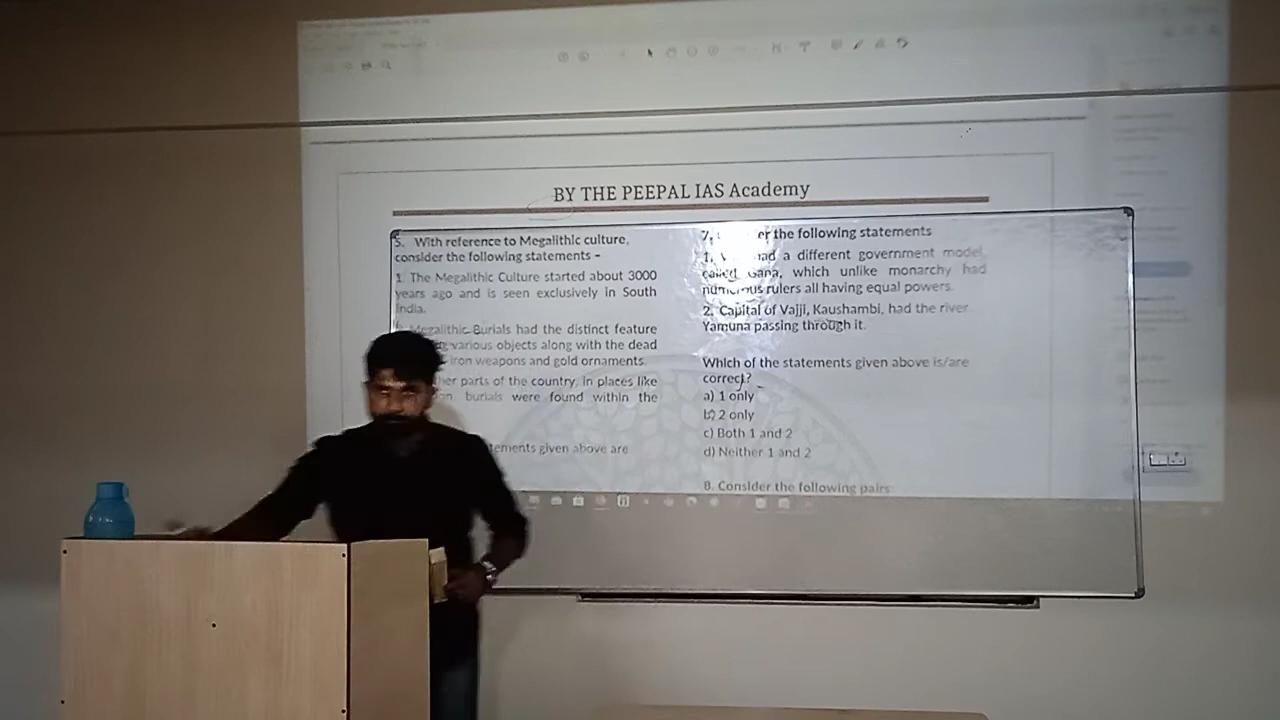 BY THE PEEPAL IAS Academy
5. With reference to Megalithic culture,
consider the following statements –
1. The Megalithic Culture started about 3000
years ago and is seen exclusively in South
India.
Megalithic Burials had the distinct feature
various objects along with the dead
iron weapons and gold ornaments.
her parts of the country, in places like
burials were found within the
tements given above are
7. er the following statements
1. had a different government model
called Gana, which unlike monarchy had
numerous rulers all having equal powers.
2. Capital of Vajji, Kaushambi, had the river
Yamuna passing through it.
Which of the statements given above is/are
correct?
a) 1 only
b) 2 only
c) Both 1 and 2
d) Neither 1 and 2
8. Consider the following pairs